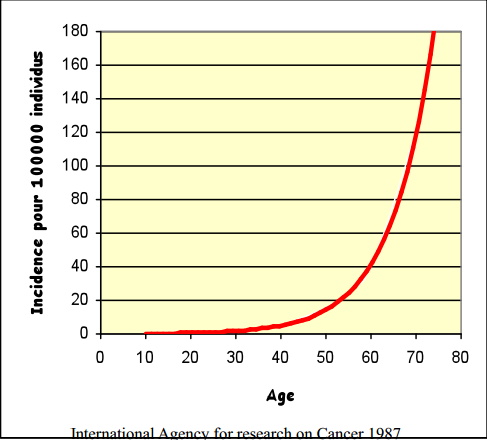 180
160
140
120
100
80
60
40
20
0
Incidence pour 100000 individus
0 10 20 30 40 50 60 70 80
Age
International Agency for research on Cancer 1987